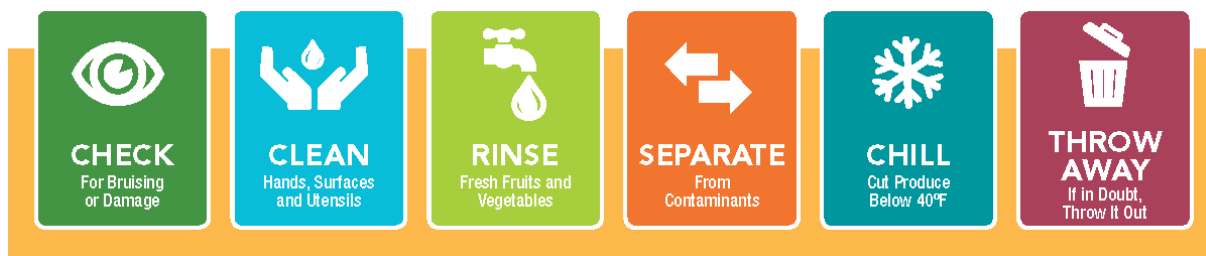 CHECK
For Bruising
or Damage
CLEAN
Hands, Surfaces
and Utensils
RINSE
Fresh Fruits and
Vegetables
SEPARATE
From
Contaminants
CHILL
Cut Produce
Below 40ºF
THROW
AWAY
If in Doubt,
Throw It Out